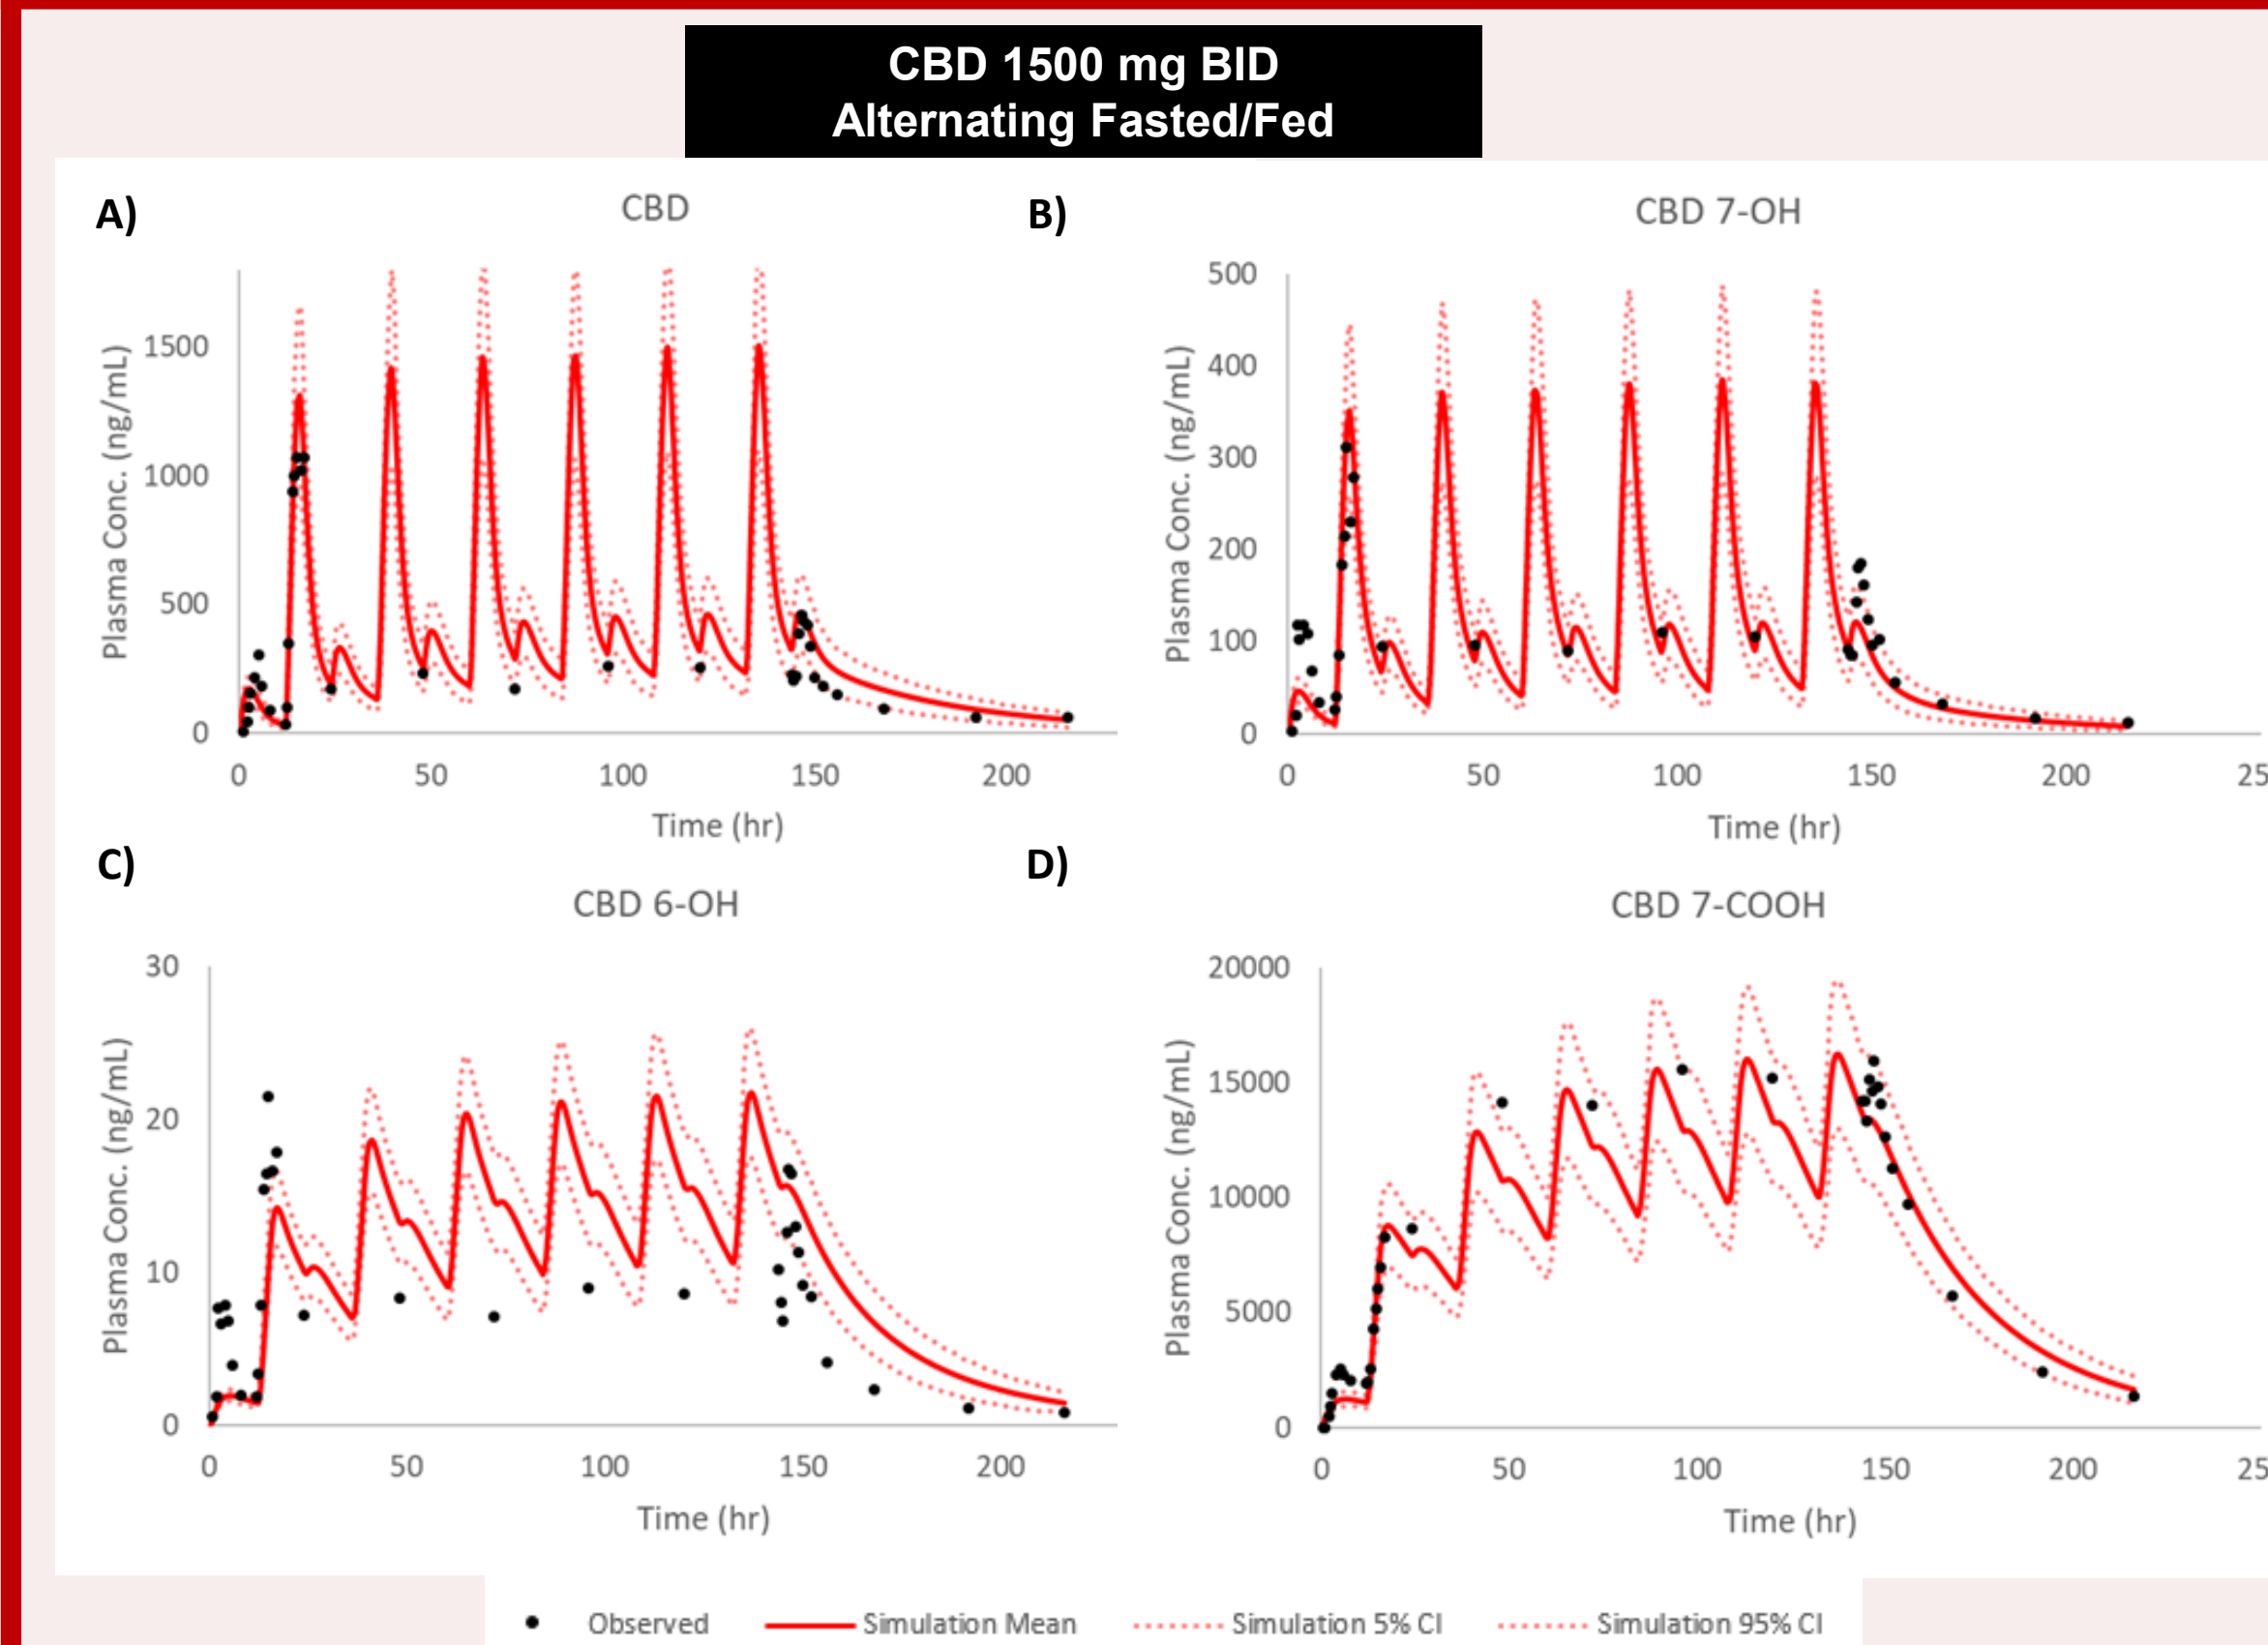 CBD 1500 mg BID
Alternating Fasted/Fed
A)
CBD
Plasma Conc. (ng/mL)
1500
1000
500
0
0 50 100 150 200
Time (hr)
B)
CBD 7-OH
Plasma Conc. (ng/mL)
500
400
300
200
100
0
0 50 100 150 200 25
Time (hr)
C)
CBD 6-OH
Plasma Conc. (ng/mL)
30
20
10
0
0 50 100 150 200
Time (hr)
D)
CBD 7-COOH
Plasma Conc. (ng/mL)
20000
15000
10000
5000
0
0 50 100 150 200 25
Time (hr)
Observed Simulation Mean Simulation 5% CI Simulation 95% CI